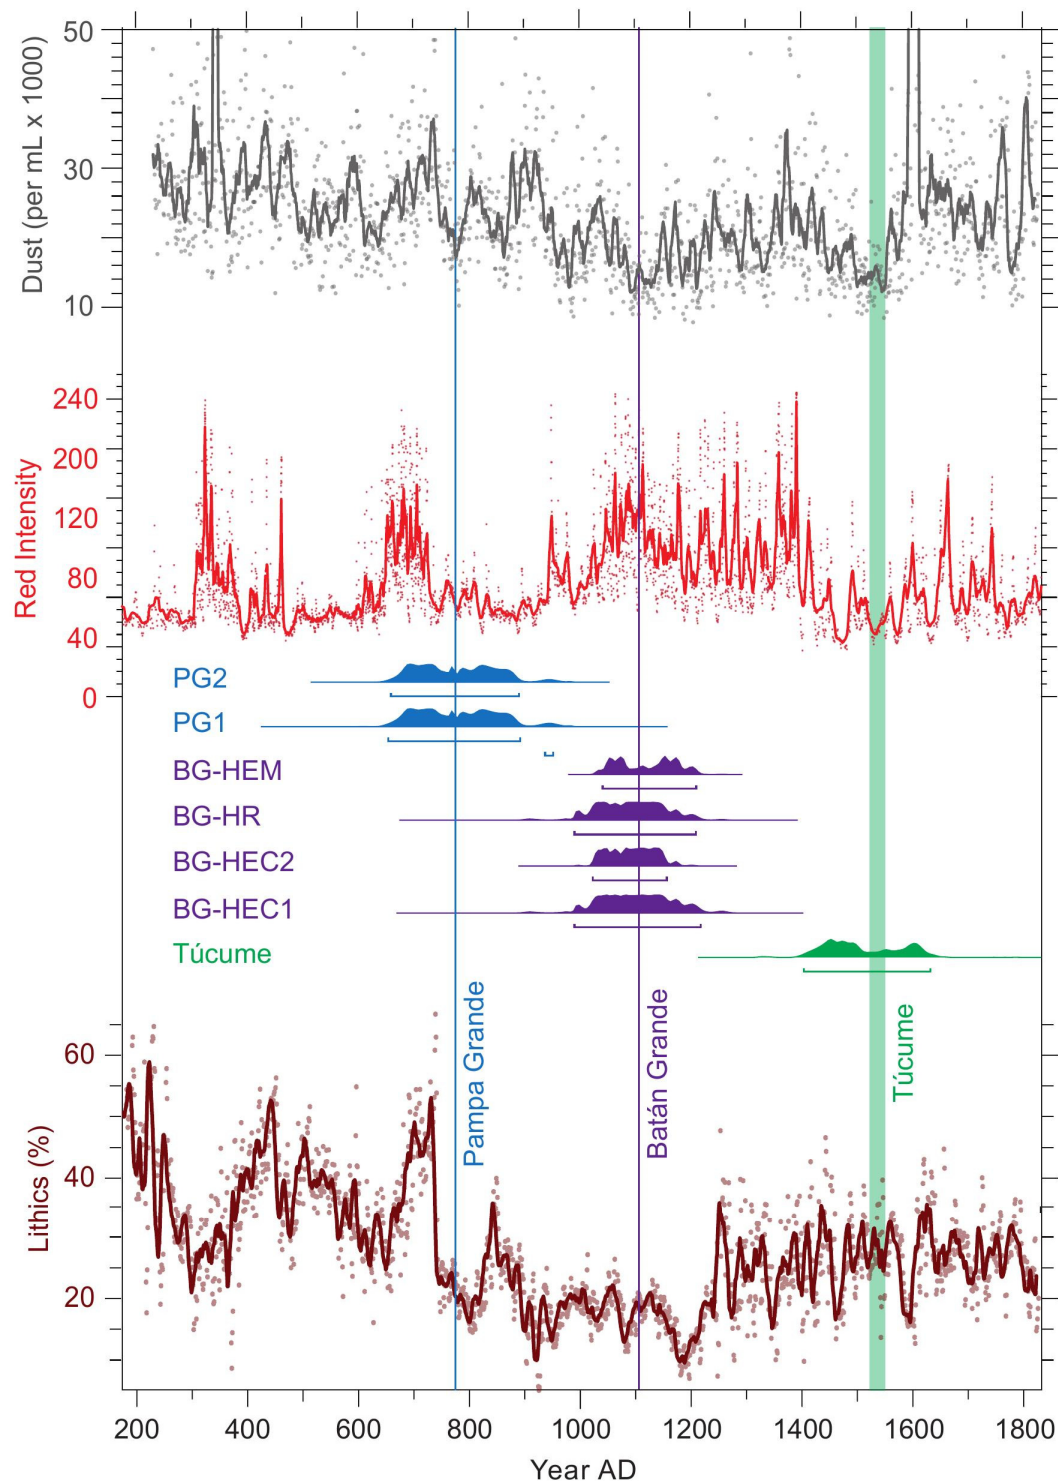 50
30
10
Dust (per mL x 1000)
240
200
120
80
40
0
Red Intensity
PG2
PG1
BG-HEM
BG-HR
BG-HEC2
BG-HEC1
Túcume
Pampa Grande
Batán Grande
Túcume
60
40
20
Lithics (%)
200 400 600 800 1000 1200 1400 1600 1800
Year AD